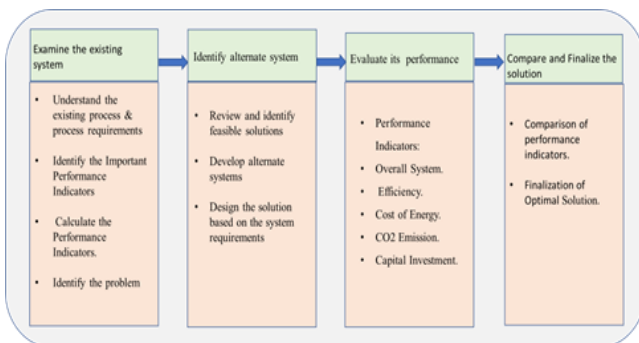 Examine the existing
system
• Understand the
existing process &
process requirements
• Identify the Important
Performance
Indicators
• Calculate the
Performance
Indicators.
• Identify the problem
Identify alternate system
• Review and identify
feasible solutions
• Develop alternate
systems
• Design the solution
based on the system
requirements
Evaluate its performance
• Performance
Indicators:
• Overall System.
• Efficiency.
• Cost of Energy.
• CO2 Emission.
• Capital Investment.
Compare and Finalize the
solution
• Comparison of
performance
indicators.
• Finalization of
Optimal Solution.